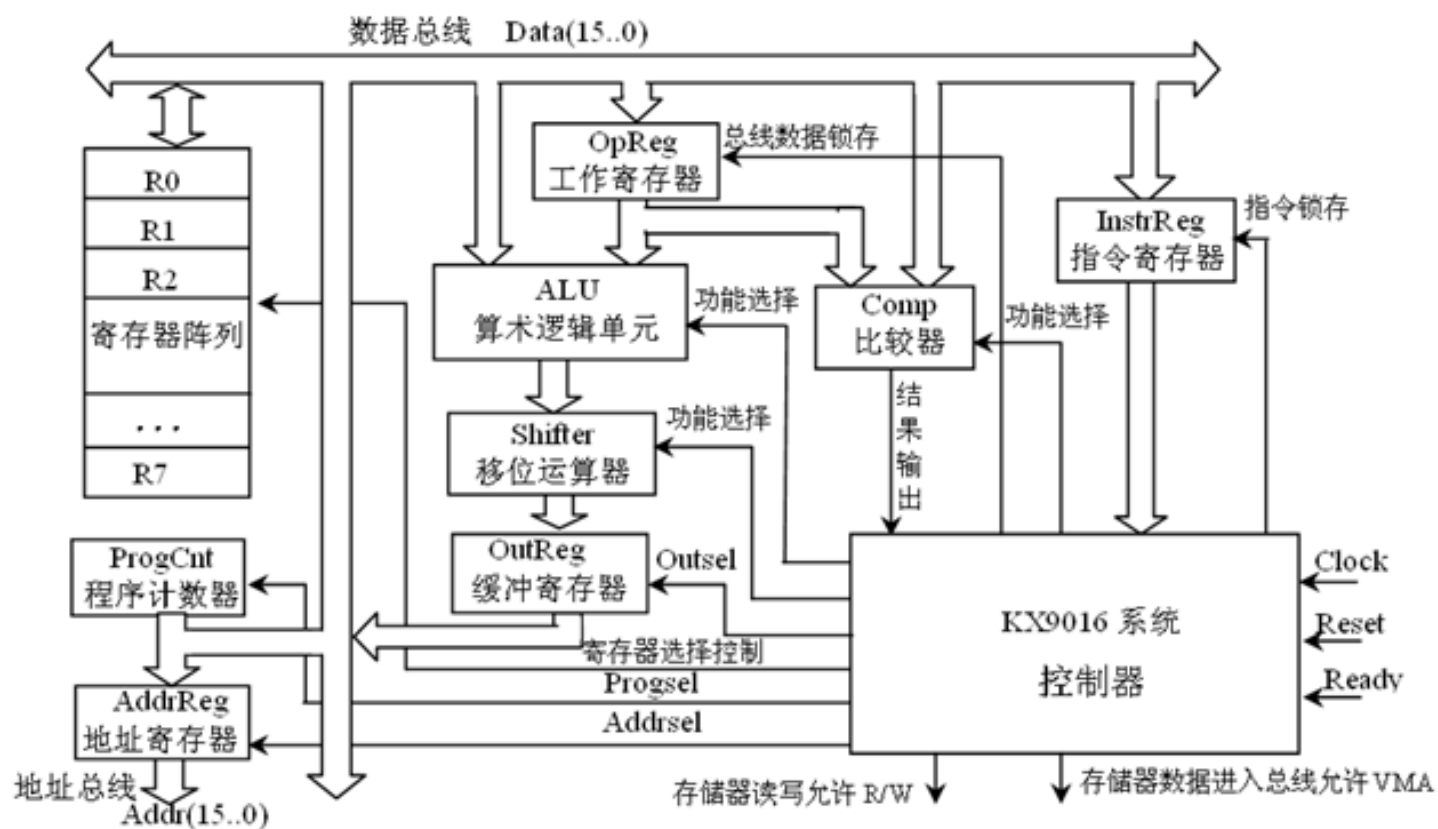 数据总线 Data(15..0)
OpReg
工作寄存器
总线数据锁存
R0
R1
R2
寄存器阵列
...
R7
InstrReg
指令寄存器
指令锁存
ALU
算术逻辑单元
功能选择
Comp
比较器
功能选择
结果输出
Shifter
移位运算器
功能选择
ProgCnt
程序计数器
OutReg
缓冲寄存器
Outsel
KX9016 系统
控制器
Clock
Reset
Ready
寄存器选择控制
Progsel
AddrReg
地址寄存器
Addrsel
地址总线
Addr(15..0)
存储器读写允许 R/W
存储器数据进入总线允许 VMA